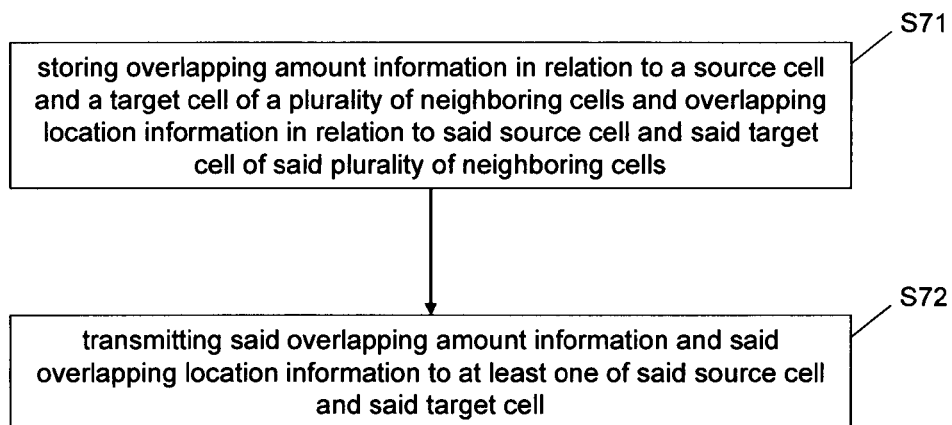 S71
storing overlapping amount information in relation to a source cell
and a target cell of a plurality of neighboring cells and overlapping
location information in relation to said source cell and said target
cell of said plurality of neighboring cells
S72
transmitting said overlapping amount information and said
overlapping location information to at least one of said source cell
and said target cell